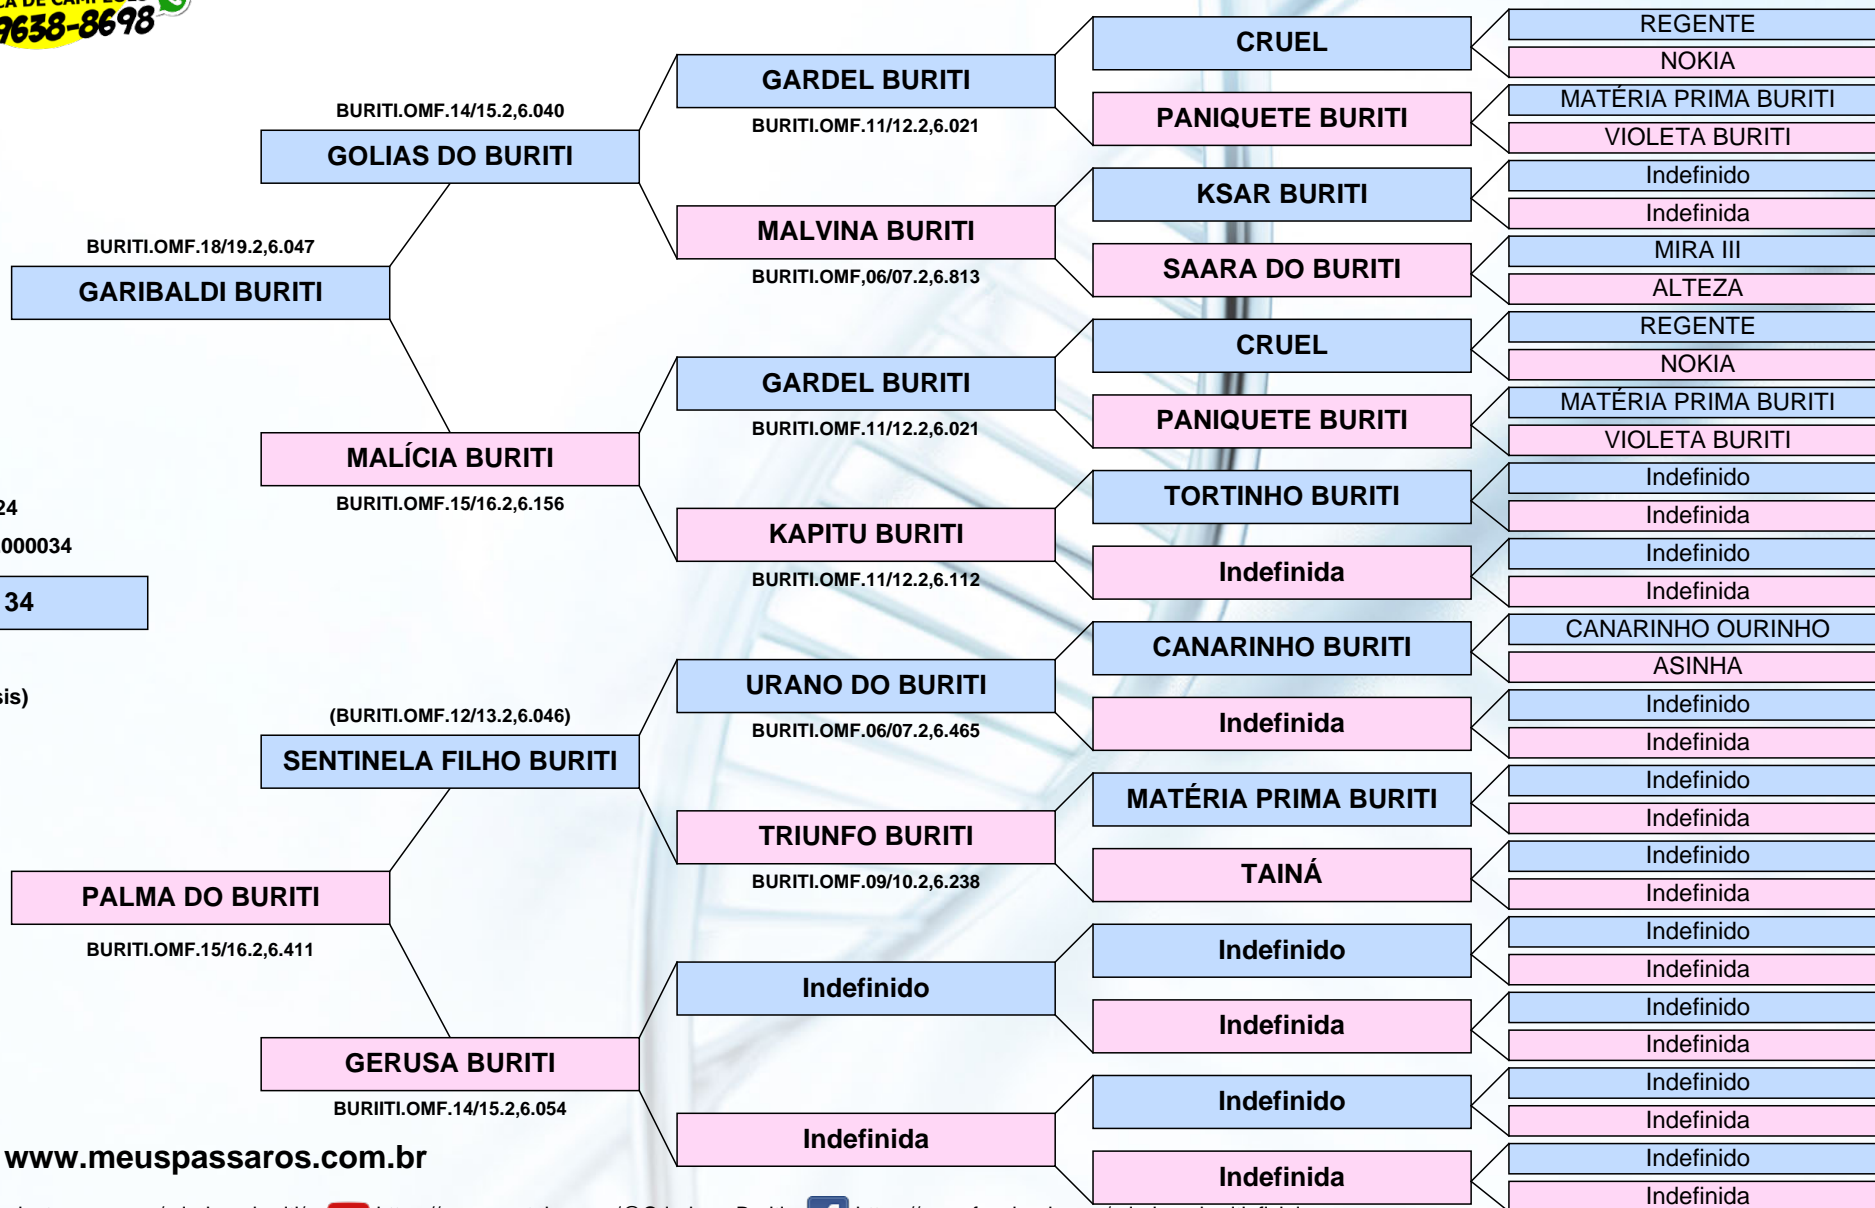 9638-8698
CRUEL
REGENTE
NOKIA
GARDEL BURITI
BURITI.OMF.11/12.2,6.021
PANIQUETE BURITI
MATÉRIA PRIMA BURITI
VIOLETA BURITI
BURITI.OMF.14/15.2,6.040
GOLIAS DO BURITI
KSAR BURITI
Indefinido
Indefinida
MALVINA BURITI
BURITI.OMF,06/07.2,6.813
SAARA DO BURITI
MIRA III
ALTEZA
BURITI.OMF.18/19.2,6.047
GARIBALDI BURITI
CRUEL
REGENTE
NOKIA
GARDEL BURITI
BURITI.OMF.11/12.2,6.021
PANIQUETE BURITI
MATÉRIA PRIMA BURITI
VIOLETA BURITI
MALÍCIA BURITI
BURITI.OMF.15/16.2,6.156
TORTINHO BURITI
Indefinido
Indefinida
KAPITU BURITI
BURITI.OMF.11/12.2,6.112
Indefinida
Indefinido
Indefinida
24
000034
34
CANARINHO BURITI
CANARINHO OURINHO
ASINHA
URANO DO BURITI
BURITI.OMF.06/07.2,6.465
Indefinida
Indefinido
Indefinida
sis)
(BURITI.OMF.12/13.2,6.046)
SENTINELA FILHO BURITI
MATÉRIA PRIMA BURITI
Indefinido
Indefinida
TRIUNFO BURITI
BURITI.OMF.09/10.2,6.238
TAINÁ
Indefinido
Indefinida
PALMA DO BURITI
BURITI.OMF.15/16.2,6.411
Indefinido
Indefinido
Indefinida
Indefinido
Indefinida
Indefinido
Indefinida
GERUSA BURITI
BURIITI.OMF.14/15.2,6.054
Indefinido
Indefinido
Indefinida
Indefinida
Indefinida
Indefinido
Indefinida
www.meuspassaros.com.br